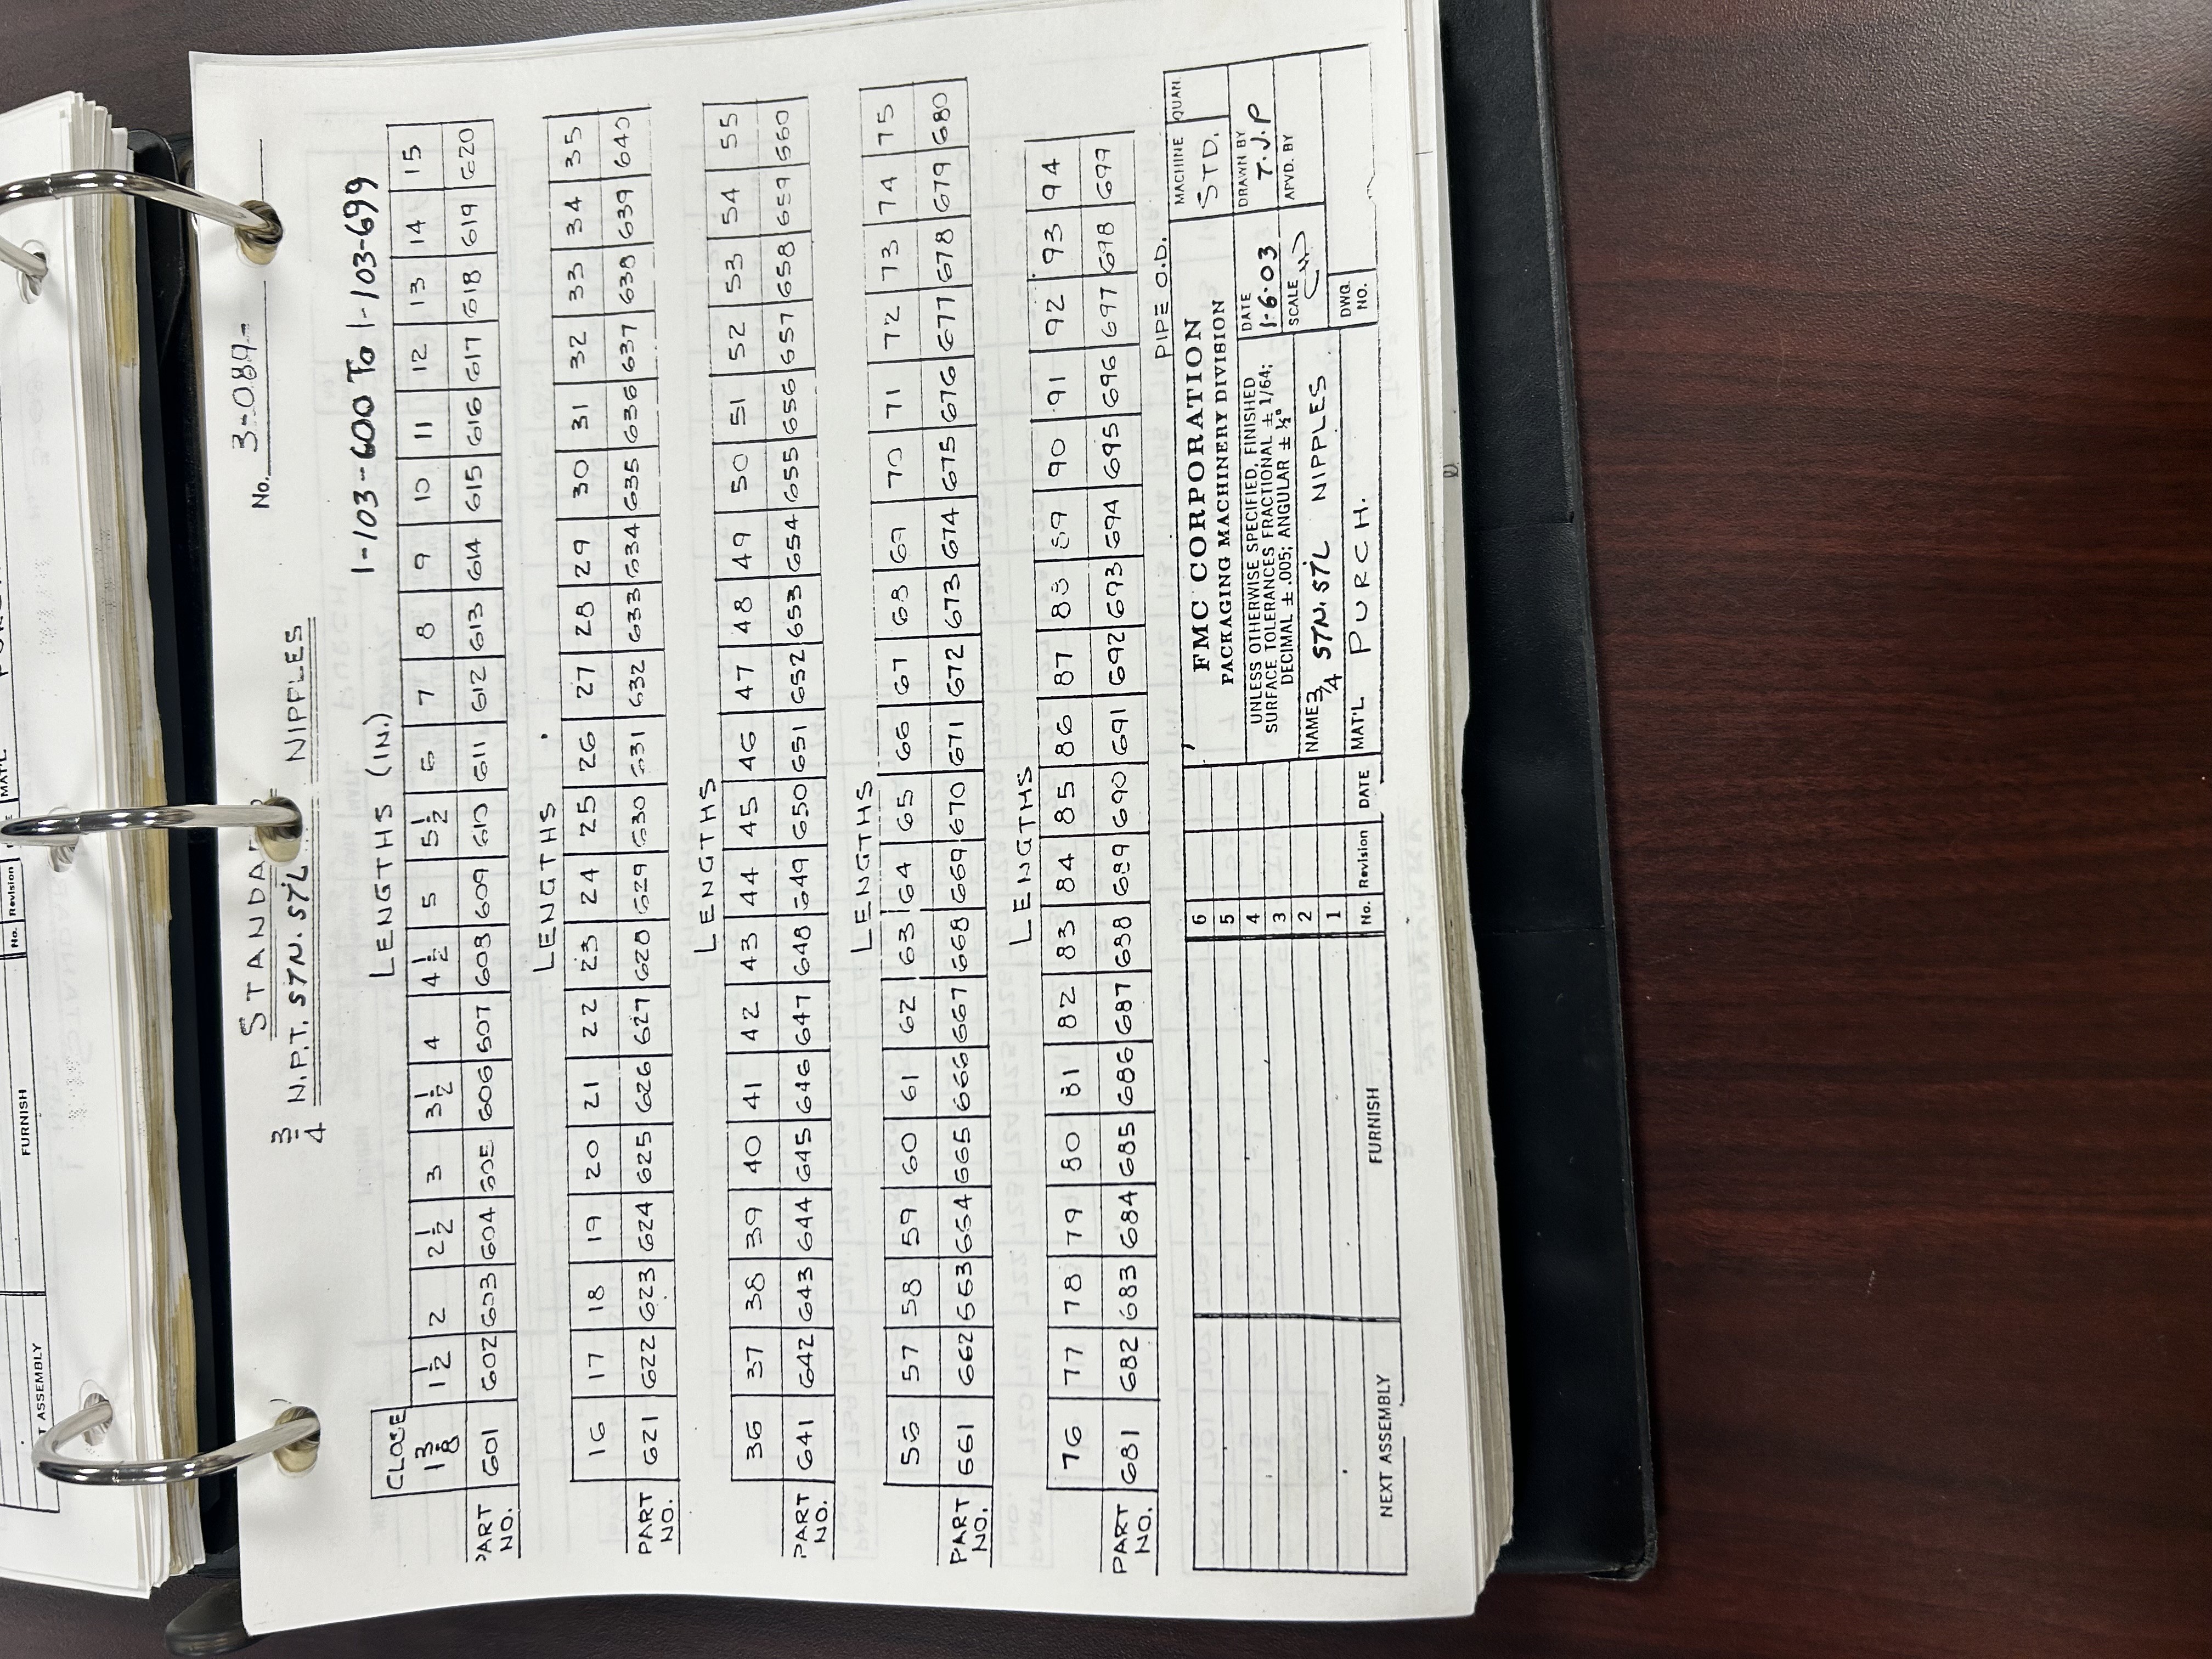 T ASSEMBLY
FURNISH
No. Revision
MAT'L.
STANDA
No. 3-089-
3/4 N.P.T. STN. STL NIPPLES
1-103-600 To 1-103-699
LENGTHS (IN.)
CLOSE
1 3/8 1 1/2 2 2 1/2 3 3 1/2 4 4 1/2 5 5 1/2 6 7 8 9 10 11 12 13 14 15
PART NO. 601 602 603 604 605 606 607 608 609 610 611 612 613 614 615 616 617 618 619 620
LENGTHS
16 17 18 19 20 21 22 23 24 25 26 27 28 29 30 31 32 33 34 35
PART NO. 621 622 623 624 625 626 627 628 629 630 631 632 633 634 635 636 637 638 639 640
LENGTHS
36 37 38 39 40 41 42 43 44 45 46 47 48 49 50 51 52 53 54 55
PART NO. 641 642 643 644 645 646 647 648 649 650 651 652 653 654 655 656 657 658 659 660
LENGTHS
56 57 58 59 60 61 62 63 64 65 66 67 68 69 70 71 72 73 74 75
PART NO. 661 662 663 664 665 666 667 668 669 670 671 672 673 674 675 676 677 678 679 680
LENGTHS
76 77 78 79 80 81 82 83 84 85 86 87 88 89 90 91 92 93 94
PART NO. 681 682 683 684 685 686 687 688 689 690 691 692 693 694 695 696 697 698 699
PIPE O.D.
6
5
4
3
2
1
No. Revision DATE
NEXT ASSEMBLY
FURNISH
FMC CORPORATION
PACKAGING MACHINERY DIVISION
UNLESS OTHERWISE SPECIFIED, FINISHED
SURFACE TOLERANCES FRACTIONAL ± 1/64;
DECIMAL ± .005; ANGULAR ± ½°
NAME 3/4 STN. STL NIPPLES
MAT'L. PURCH.
MACHINE
STD.
QUAN.
DATE
1-6-03
DRAWN BY
T.J.P
SCALE
APVD. BY
DWG.
NO.